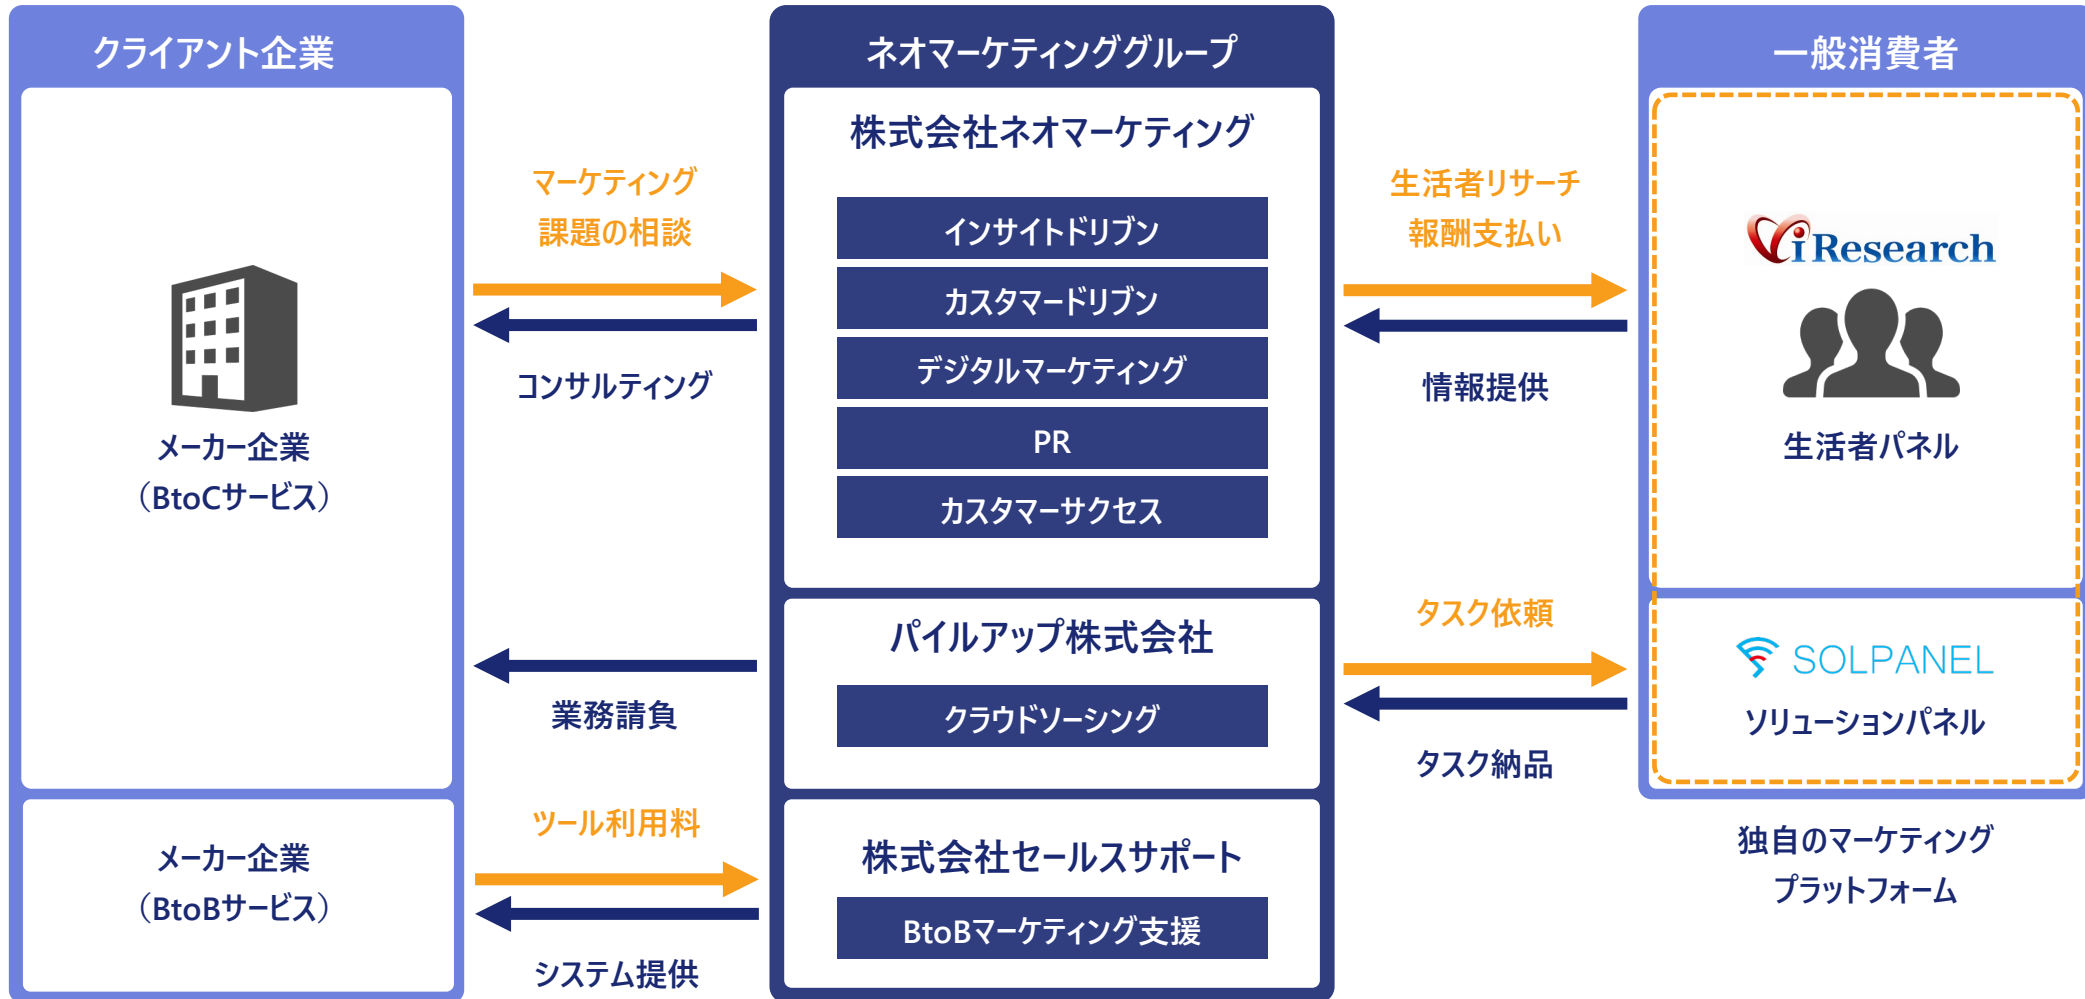 クライアント企業
メーカー企業
（BtoCサービス）
メーカー企業
（BtoBサービス）
マーケティング
課題の相談
コンサルティング
業務請負
ツール利用料
システム提供
ネオマーケティンググループ
株式会社ネオマーケティング
インサイトドリブン
カスタマードリブン
デジタルマーケティング
PR
カスタマーサクセス
パイルアップ株式会社
クラウドソーシング
株式会社セールスサポート
BtoBマーケティング支援
生活者リサーチ
報酬支払い
情報提供
タスク依頼
タスク納品
一般消費者
iResearch
生活者パネル
SOLPANEL
ソリューションパネル
独自のマーケティング
プラットフォーム